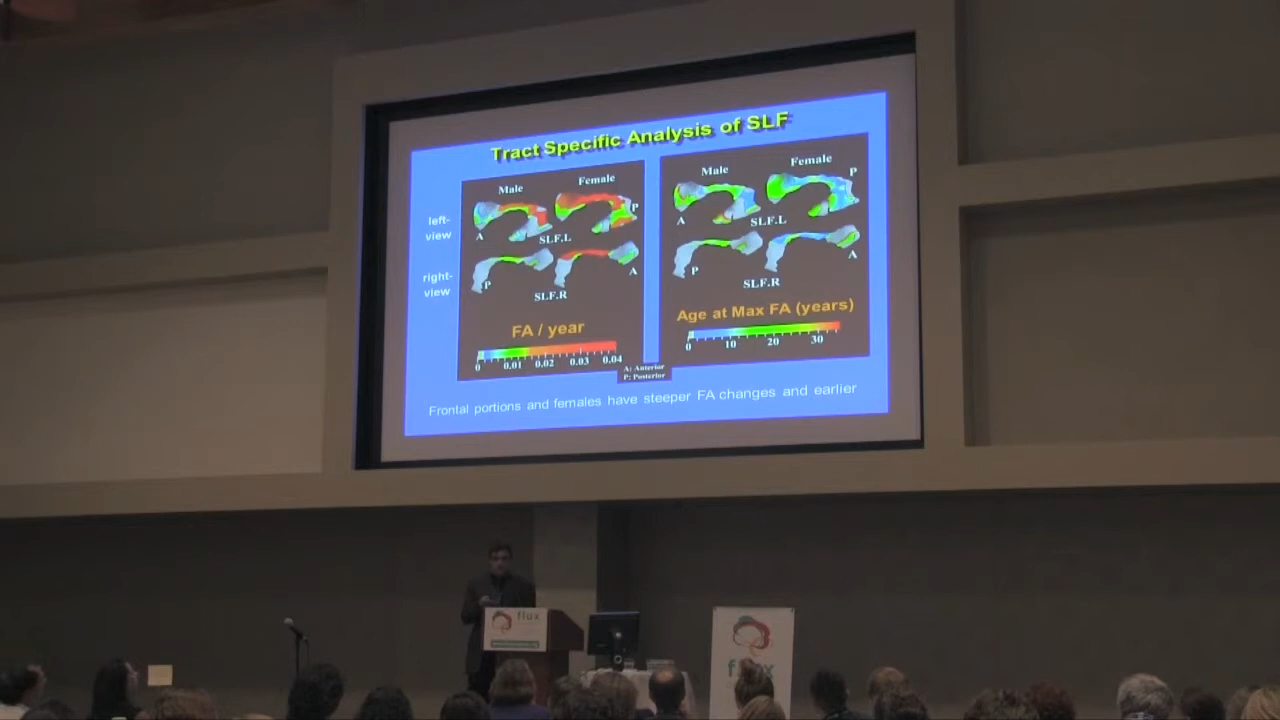 Tract Specific Analysis of SLF
Male
Female
left-
view
A
P
SLF.L
right-
view
P
A
SLF.R
FA / year
0 0.01 0.02 0.03 0.04
Male
Female
P
A
SLF.L
P
A
SLF.R
Age at Max FA (years)
0 10 20 30
A: Anterior
P: Posterior
Frontal portions and females have steeper FA changes and earlier
flux
flux